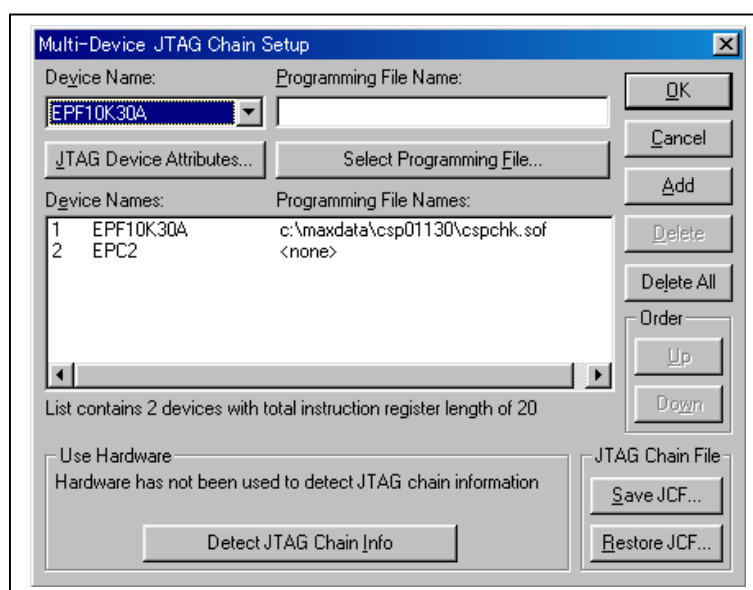 Multi-Device JTAG Chain Setup
Device Name:
Programming File Name:
EPF10K30A
JTAG Device Attributes...
Select Programming File...
Device Names:
Programming File Names:
1 EPF10K30A c:\maxdata\csp01130\cspchk.sof
2 EPC2 <none>
List contains 2 devices with total instruction register length of 20
Use Hardware
Hardware has not been used to detect JTAG chain information
Detect JTAG Chain Info
OK
Cancel
Add
Delete
Delete All
Order
Up
Down
JTAG Chain File
Save JCF...
Restore JCF...